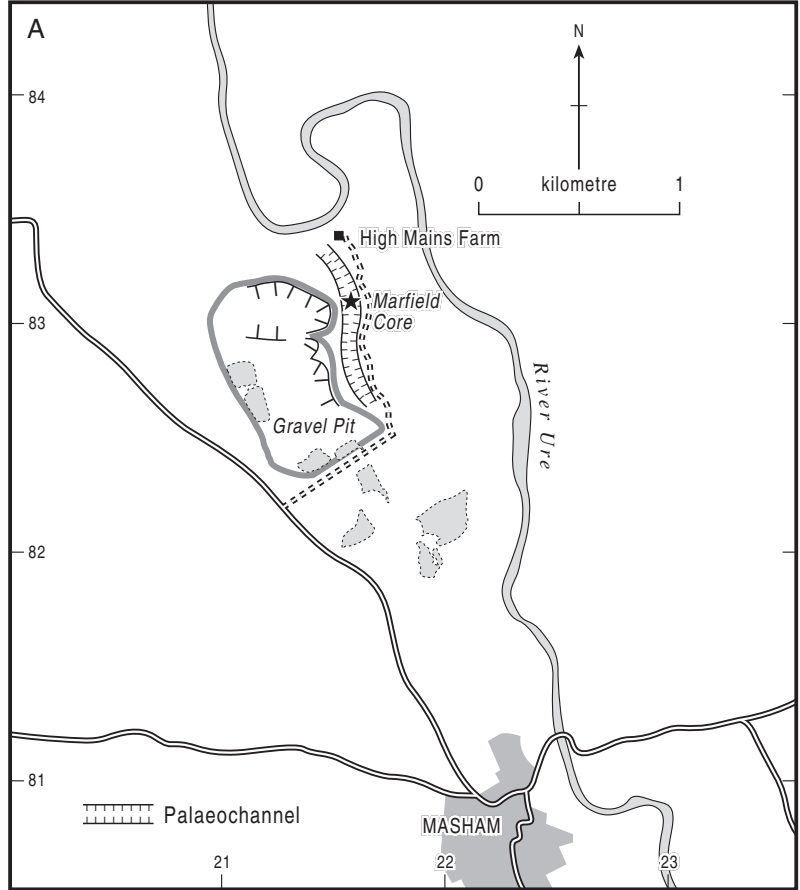 A
N
84
0 kilometre 1
High Mains Farm
Marfield
Core
83
River Ure
Gravel Pit
82
81
Palaeochannel
MASHAM
21
22
23